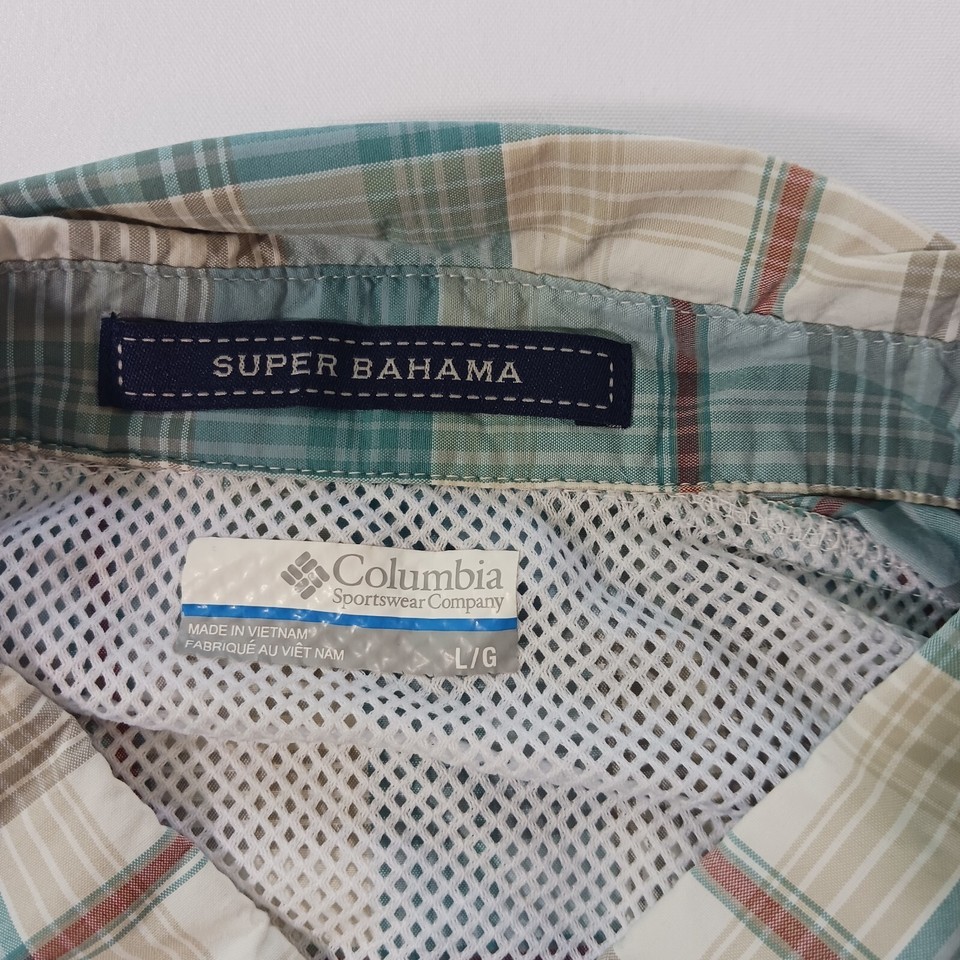 SUPER BAHAMA
Columbia
Sportswear Company
MADE IN VIETNAM
FABRIQUÉ AU VIÊT NAM
L/G